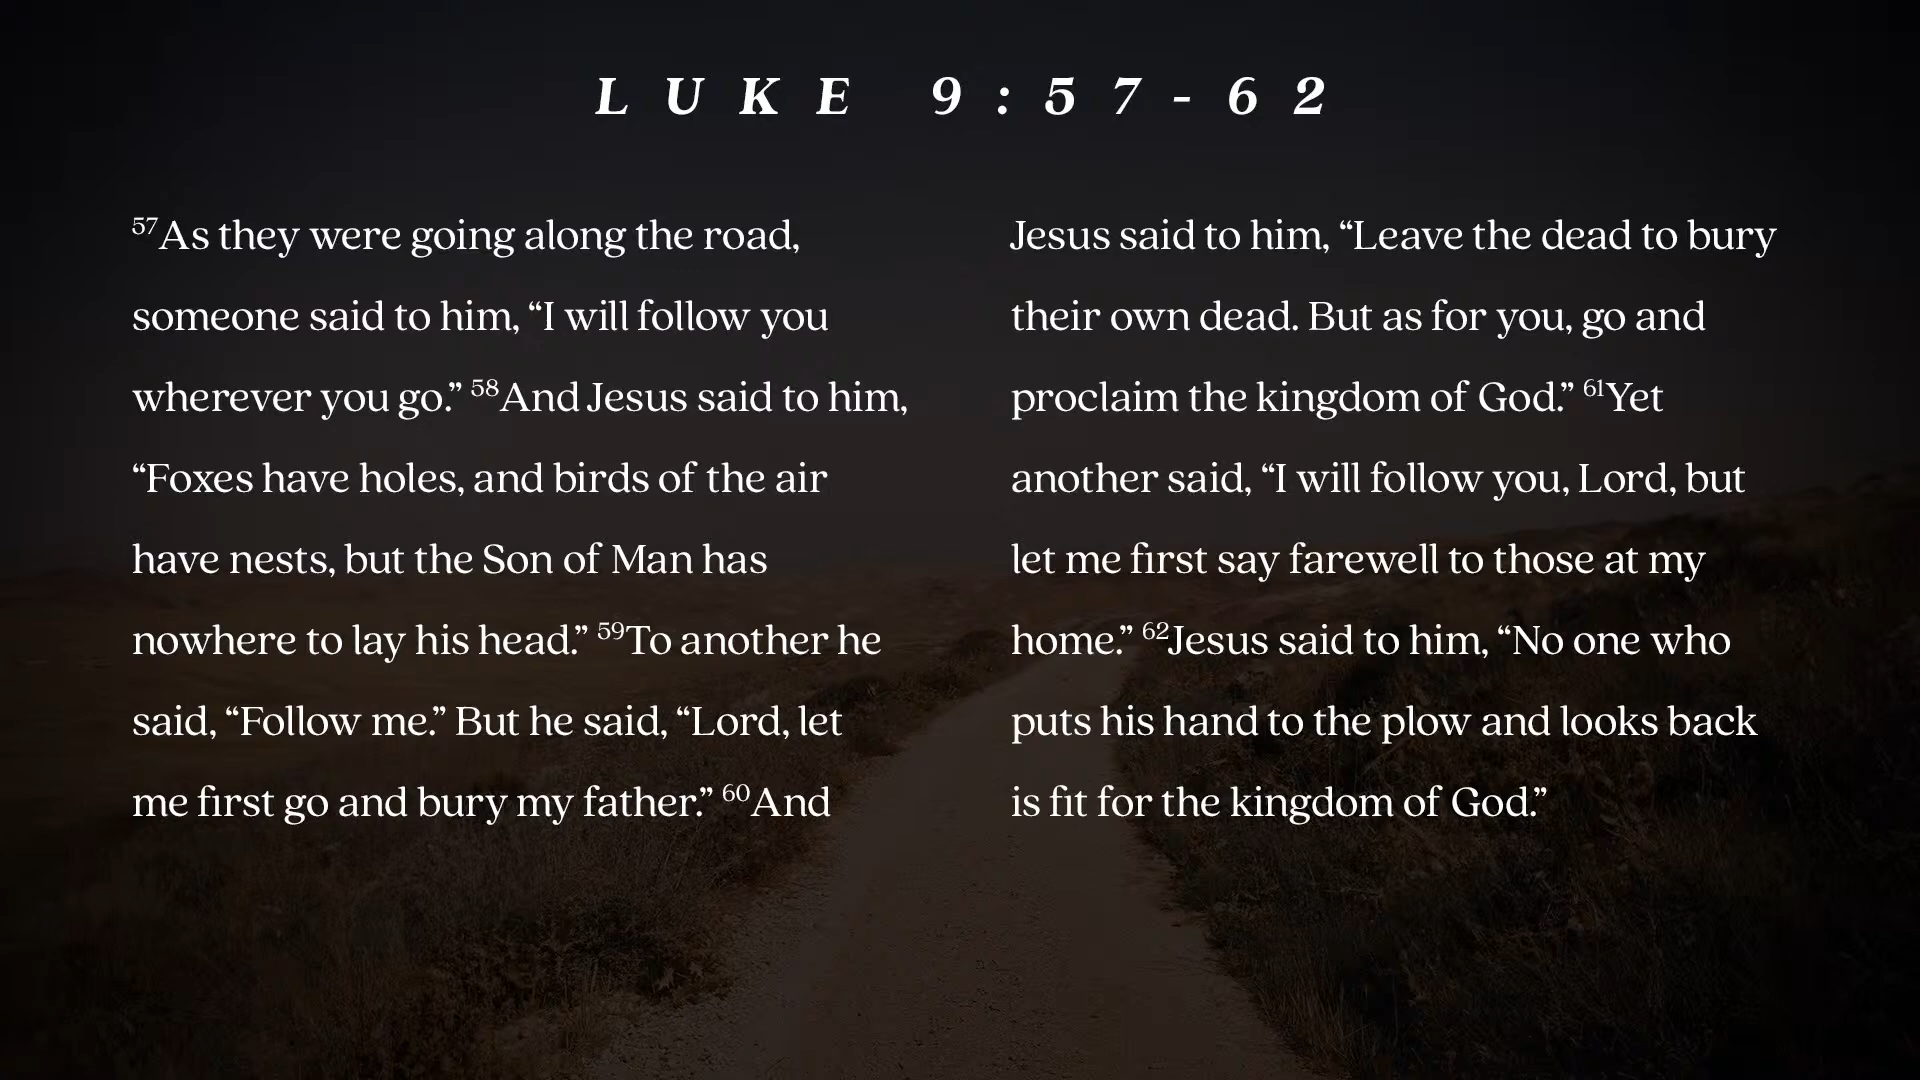 LUKE 9:57-62
57As they were going along the road,
someone said to him, “I will follow you
wherever you go.” 58And Jesus said to him,
“Foxes have holes, and birds of the air
have nests, but the Son of Man has
nowhere to lay his head.” 59To another he
said, “Follow me.” But he said, “Lord, let
me first go and bury my father.” 60And
Jesus said to him, “Leave the dead to bury
their own dead. But as for you, go and
proclaim the kingdom of God.” 61Yet
another said, “I will follow you, Lord, but
let me first say farewell to those at my
home.” 62Jesus said to him, “No one who
puts his hand to the plow and looks back
is fit for the kingdom of God.”